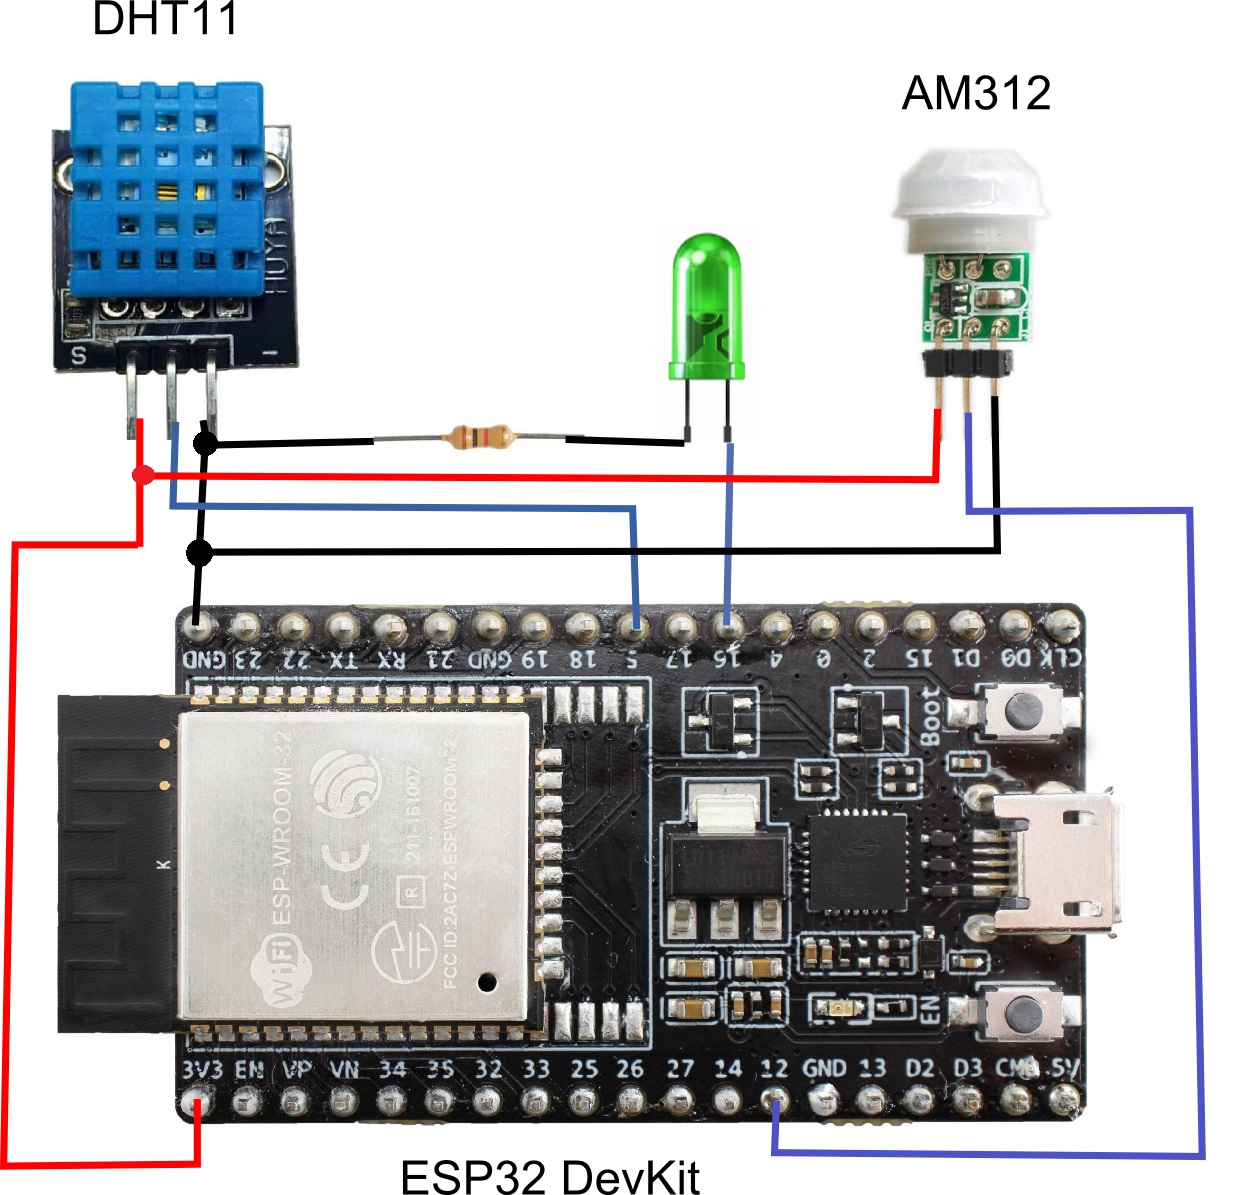 DHT11
AM312
HUYA
S
-
GND 23 22 TX RX 21 GND 19 18 5 17 16 4 0 2 15 D1 D0 CLK
Boot
ESP-WROOM-32
CE
R
211-161007
FCC ID:2AC7Z-ESPWROOM32
WiFi
K
EN
3V3 EN VP VN 34 35 32 33 25 26 27 14 12 GND 13 D2 D3 CMD 5V
ESP32 DevKit